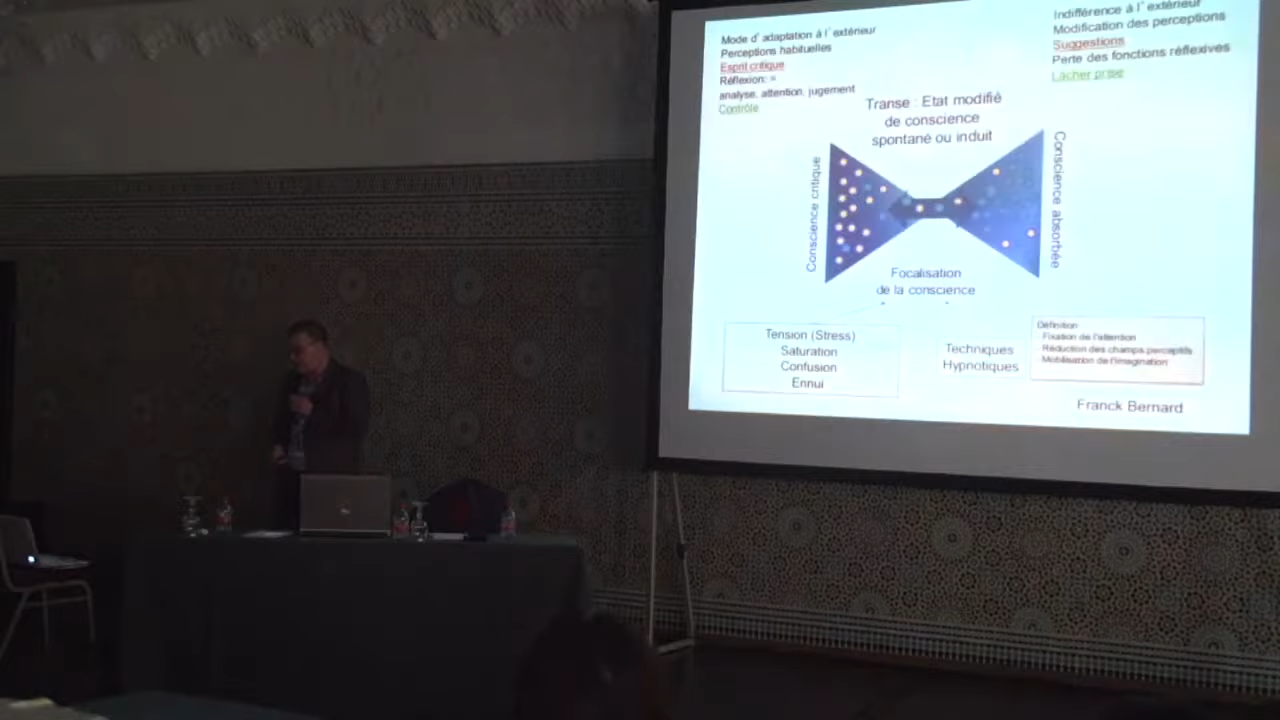 Mode d'adaptation à l'extérieur
Perceptions habituelles
Esprit critique
Réflexion: =
analyse, attention, jugement
Contrôle
Indifférence à l'extérieur
Modification des perceptions
Suggestions
Perte des fonctions réflexives
Lâcher prise
Transe : Etat modifié
de conscience
spontané ou induit
Conscience critique
Conscience absorbée
Focalisation
de la conscience
Tension (Stress)
Saturation
Confusion
Ennui
Techniques
Hypnotiques
Définition
Fixation de l'attention
Réduction des champs perceptifs
Mobilisation de l'imagination
Franck Bernard